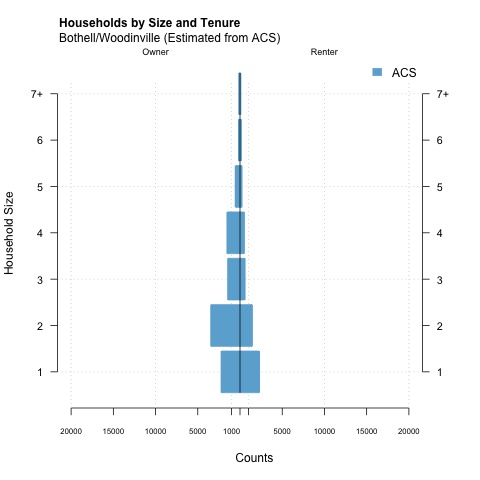 Households by Size and Tenure
Bothell/Woodinville (Estimated from ACS)
Owner Renter
ACS
7+ 7+
6 6
5 5
4 4
3 3
2 2
1 1
Household Size
20000 15000 10000 5000 1000 5000 10000 15000 20000
Counts